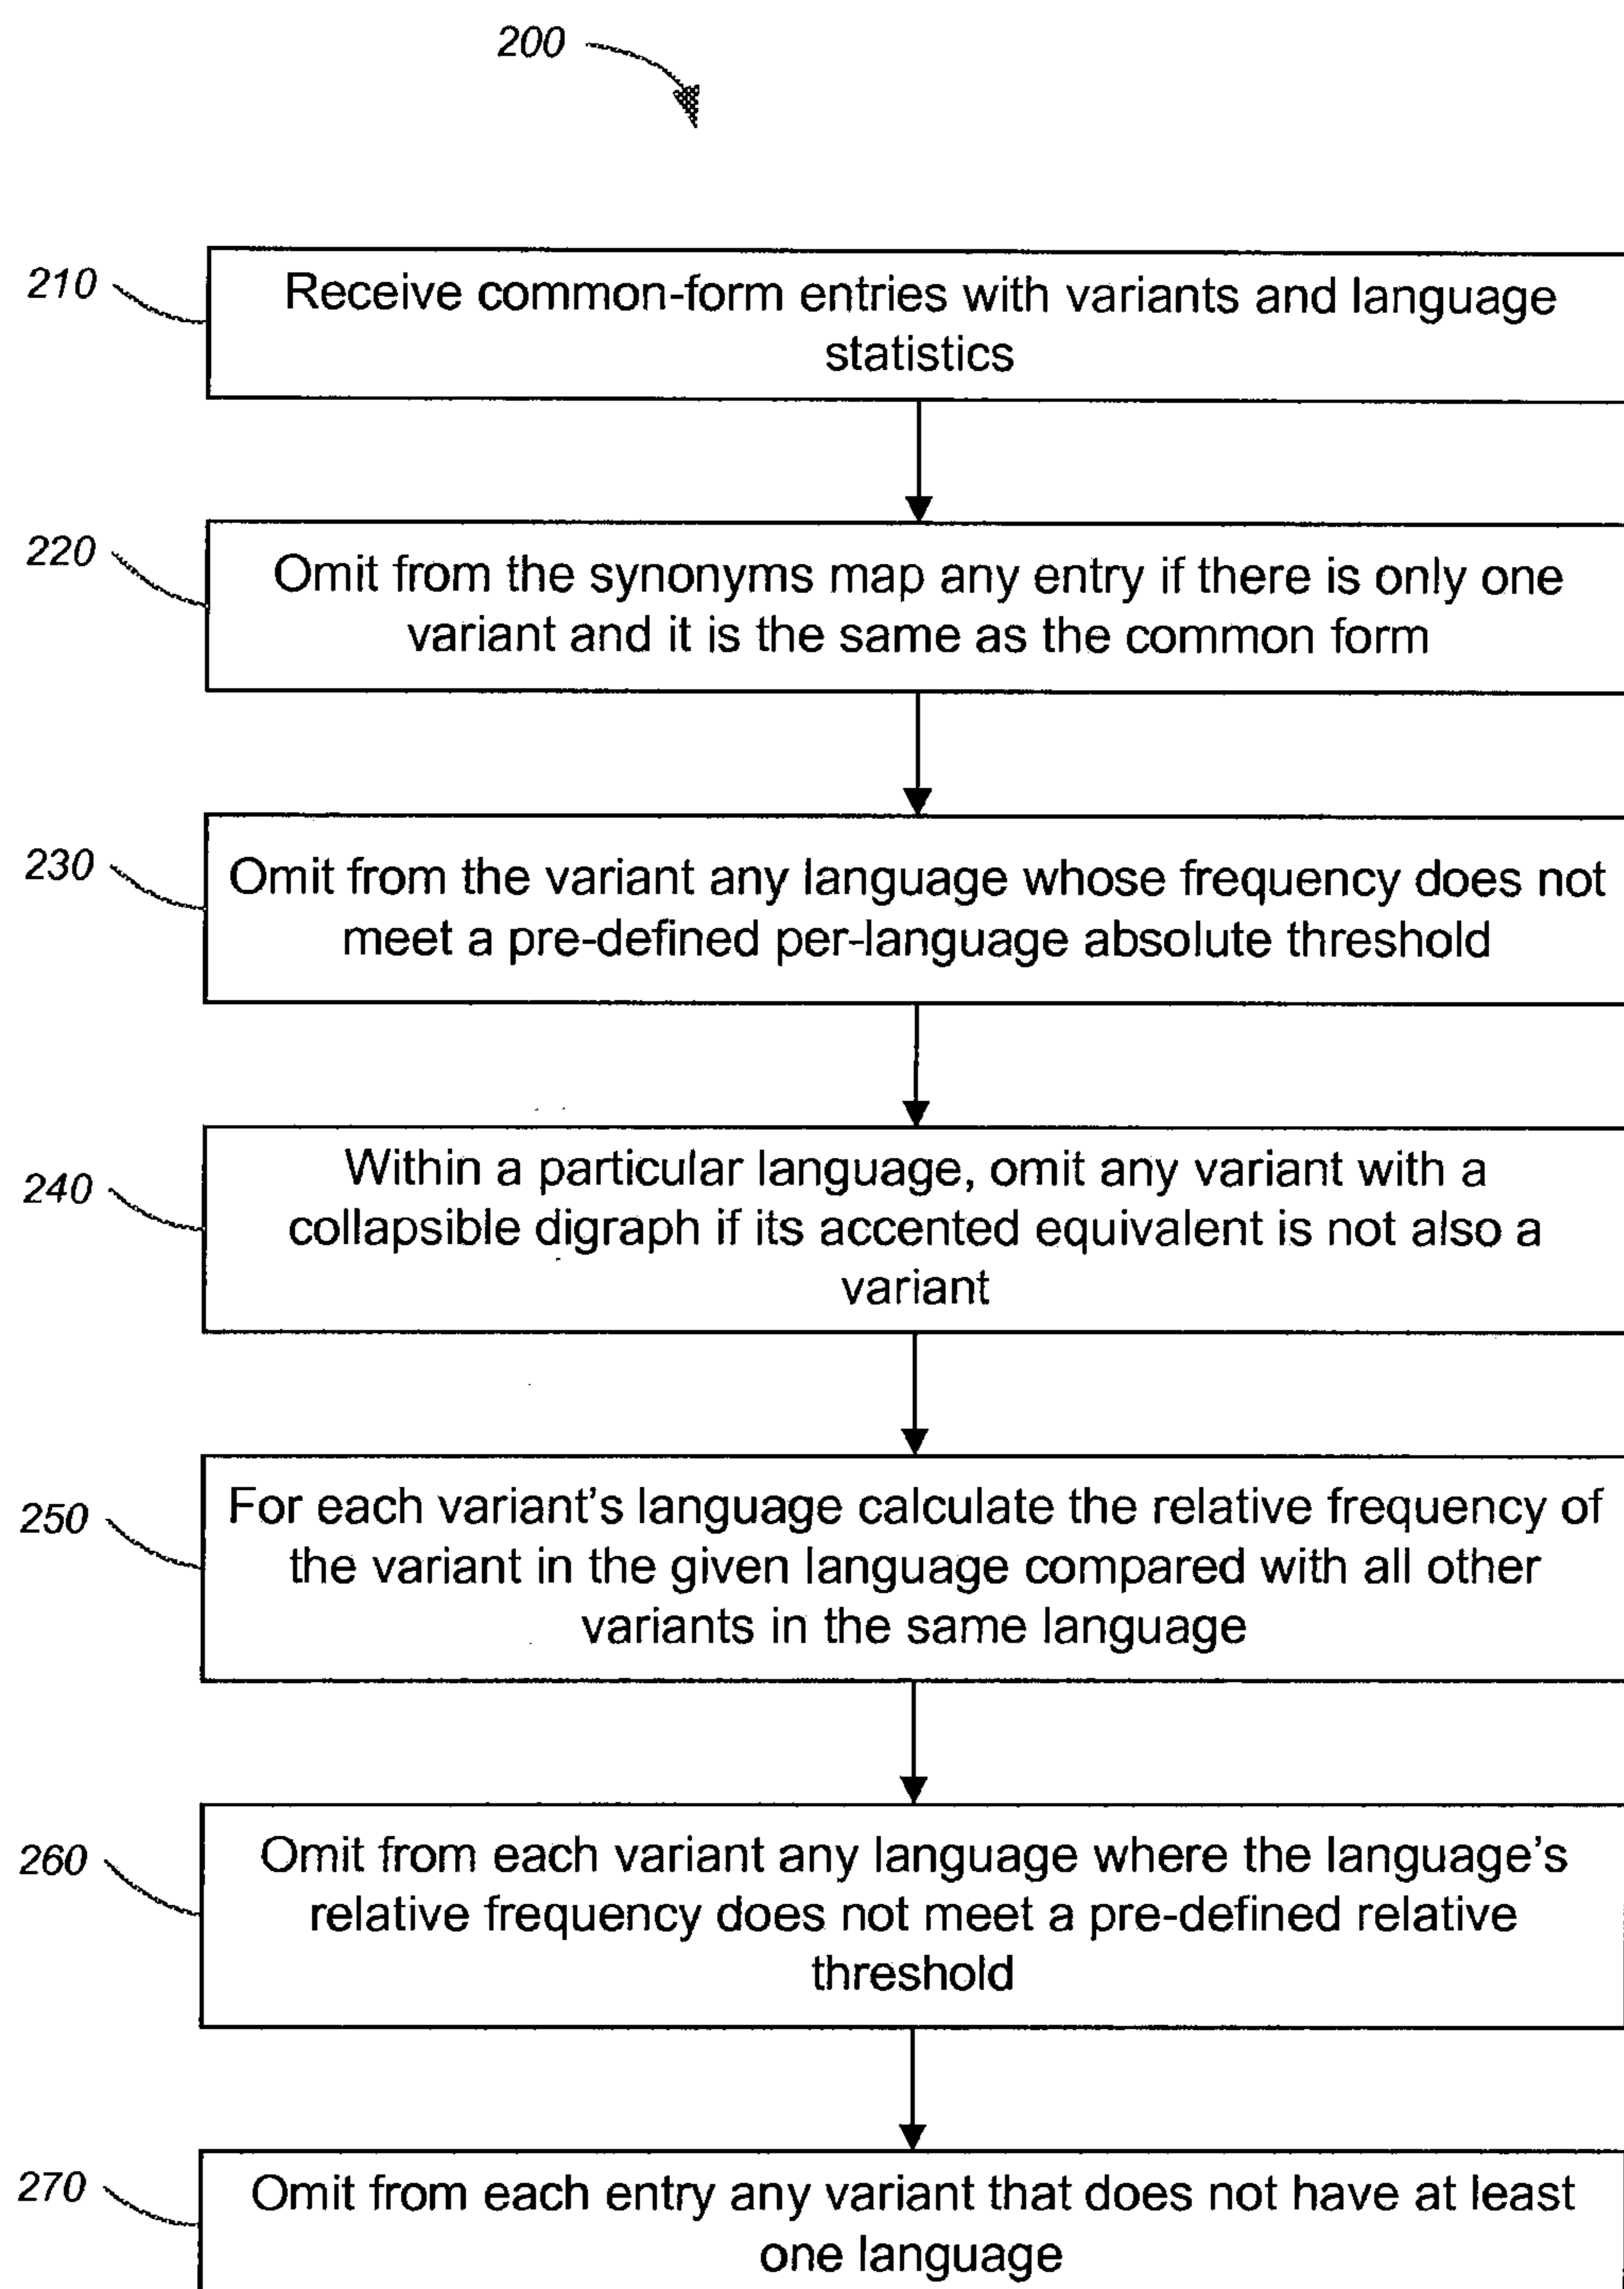 200
210
Receive common-form entries with variants and language
statistics
220
Omit from the synonyms map any entry if there is only one
variant and it is the same as the common form
230
Omit from the variant any language whose frequency does not
meet a pre-defined per-language absolute threshold
240
Within a particular language, omit any variant with a
collapsible digraph if its accented equivalent is not also a
variant
250
For each variant's language calculate the relative frequency of
the variant in the given language compared with all other
variants in the same language
260
Omit from each variant any language where the language's
relative frequency does not meet a pre-defined relative
threshold
270
Omit from each entry any variant that does not have at least
one language